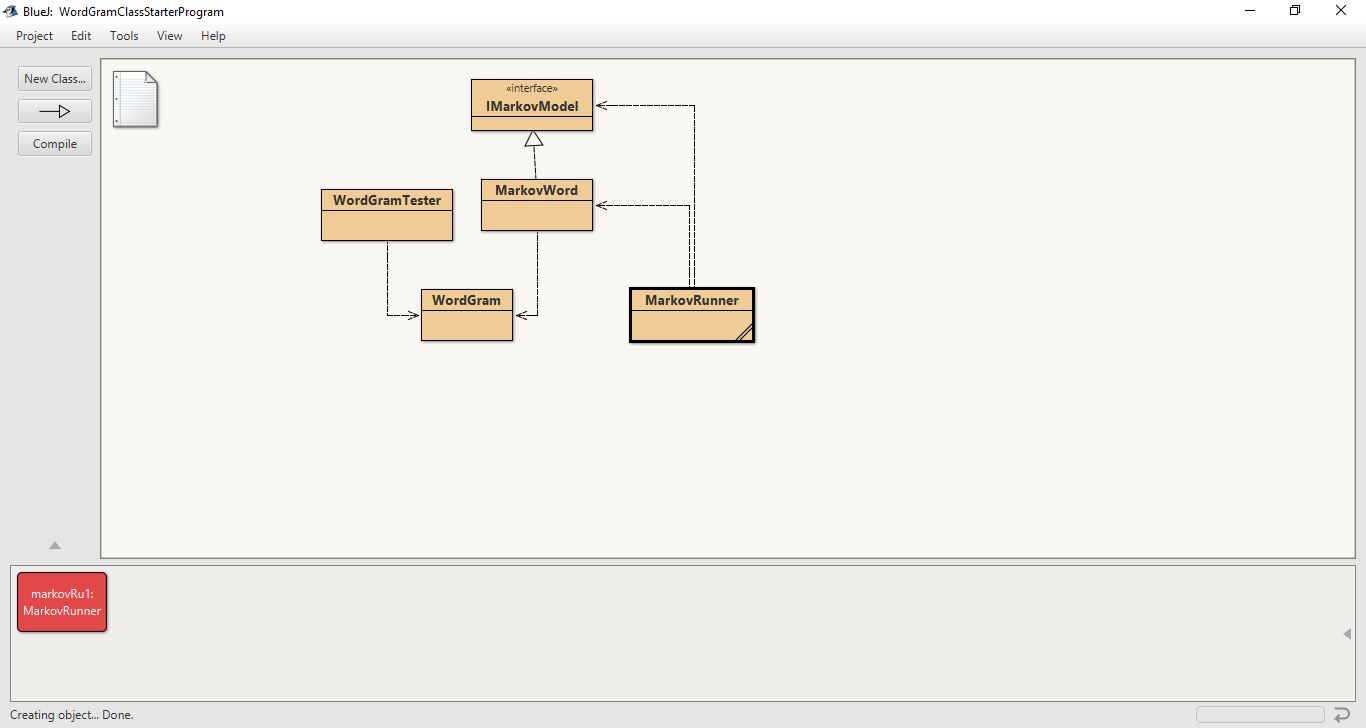 BlueJ: WordGramClassStarterProgram
Project Edit Tools View Help
New Class...
Compile
«interface»
IMarkovModel
MarkovWord
WordGramTester
WordGram
MarkovRunner
markovRu1:
MarkovRunner
Creating object... Done.